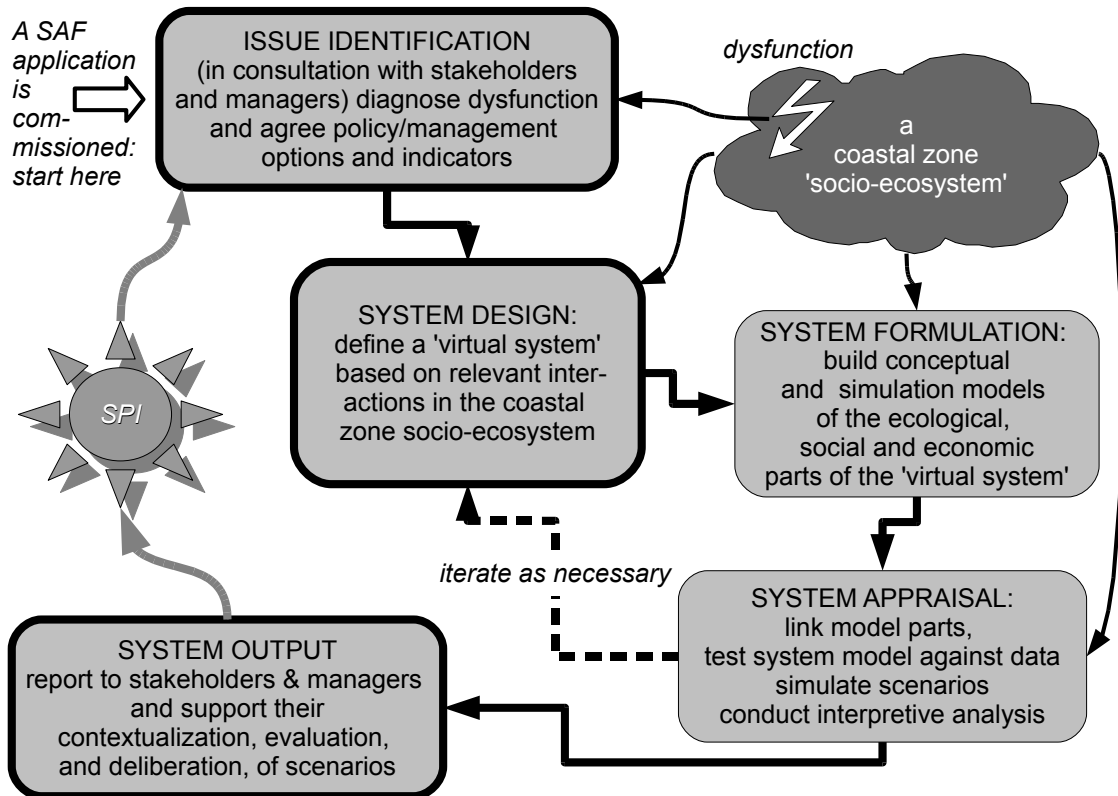 A SAF
application
is
com-
missioned:
start here
ISSUE IDENTIFICATION
(in consultation with stakeholders
and managers) diagnose dysfunction
and agree policy/management
options and indicators
dysfunction
a
coastal zone
'socio-ecosystem'
SYSTEM DESIGN:
define a 'virtual system'
based on relevant inter-
actions in the coastal
zone socio-ecosystem
SYSTEM FORMULATION:
build conceptual
and simulation models
of the ecological,
social and economic
parts of the 'virtual system'
SPI
iterate as necessary
SYSTEM APPRAISAL:
link model parts,
test system model against data
simulate scenarios
conduct interpretive analysis
SYSTEM OUTPUT
report to stakeholders & managers
and support their
contextualization, evaluation,
and deliberation, of scenarios